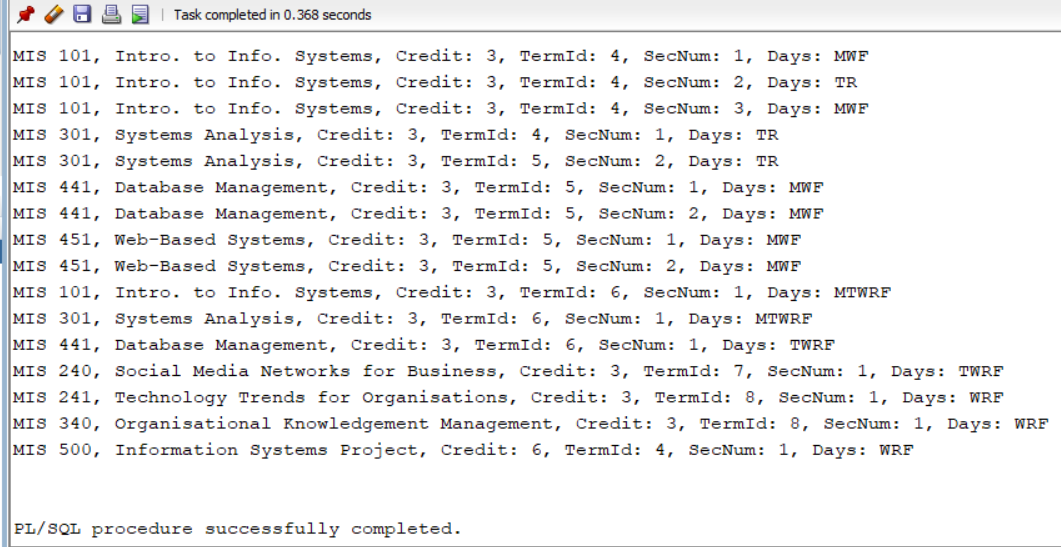 Task completed in 0.368 seconds
MIS 101, Intro. to Info. Systems, Credit: 3, TermId: 4, SecNum: 1, Days: MWF
MIS 101, Intro. to Info. Systems, Credit: 3, TermId: 4, SecNum: 2, Days: TR
MIS 101, Intro. to Info. Systems, Credit: 3, TermId: 4, SecNum: 3, Days: MWF
MIS 301, Systems Analysis, Credit: 3, TermId: 4, SecNum: 1, Days: TR
MIS 301, Systems Analysis, Credit: 3, TermId: 5, SecNum: 2, Days: TR
MIS 441, Database Management, Credit: 3, TermId: 5, SecNum: 1, Days: MWF
MIS 441, Database Management, Credit: 3, TermId: 5, SecNum: 2, Days: MWF
MIS 451, Web-Based Systems, Credit: 3, TermId: 5, SecNum: 1, Days: MWF
MIS 451, Web-Based Systems, Credit: 3, TermId: 5, SecNum: 2, Days: MWF
MIS 101, Intro. to Info. Systems, Credit: 3, TermId: 6, SecNum: 1, Days: MTWRF
MIS 301, Systems Analysis, Credit: 3, TermId: 6, SecNum: 1, Days: MTWRF
MIS 441, Database Management, Credit: 3, TermId: 6, SecNum: 1, Days: TWRF
MIS 240, Social Media Networks for Business, Credit: 3, TermId: 7, SecNum: 1, Days: TWRF
MIS 241, Technology Trends for Organisations, Credit: 3, TermId: 8, SecNum: 1, Days: WRF
MIS 340, Organisational Knowledgement Management, Credit: 3, TermId: 8, SecNum: 1, Days: WRF
MIS 500, Information Systems Project, Credit: 6, TermId: 4, SecNum: 1, Days: WRF
PL/SQL procedure successfully completed.